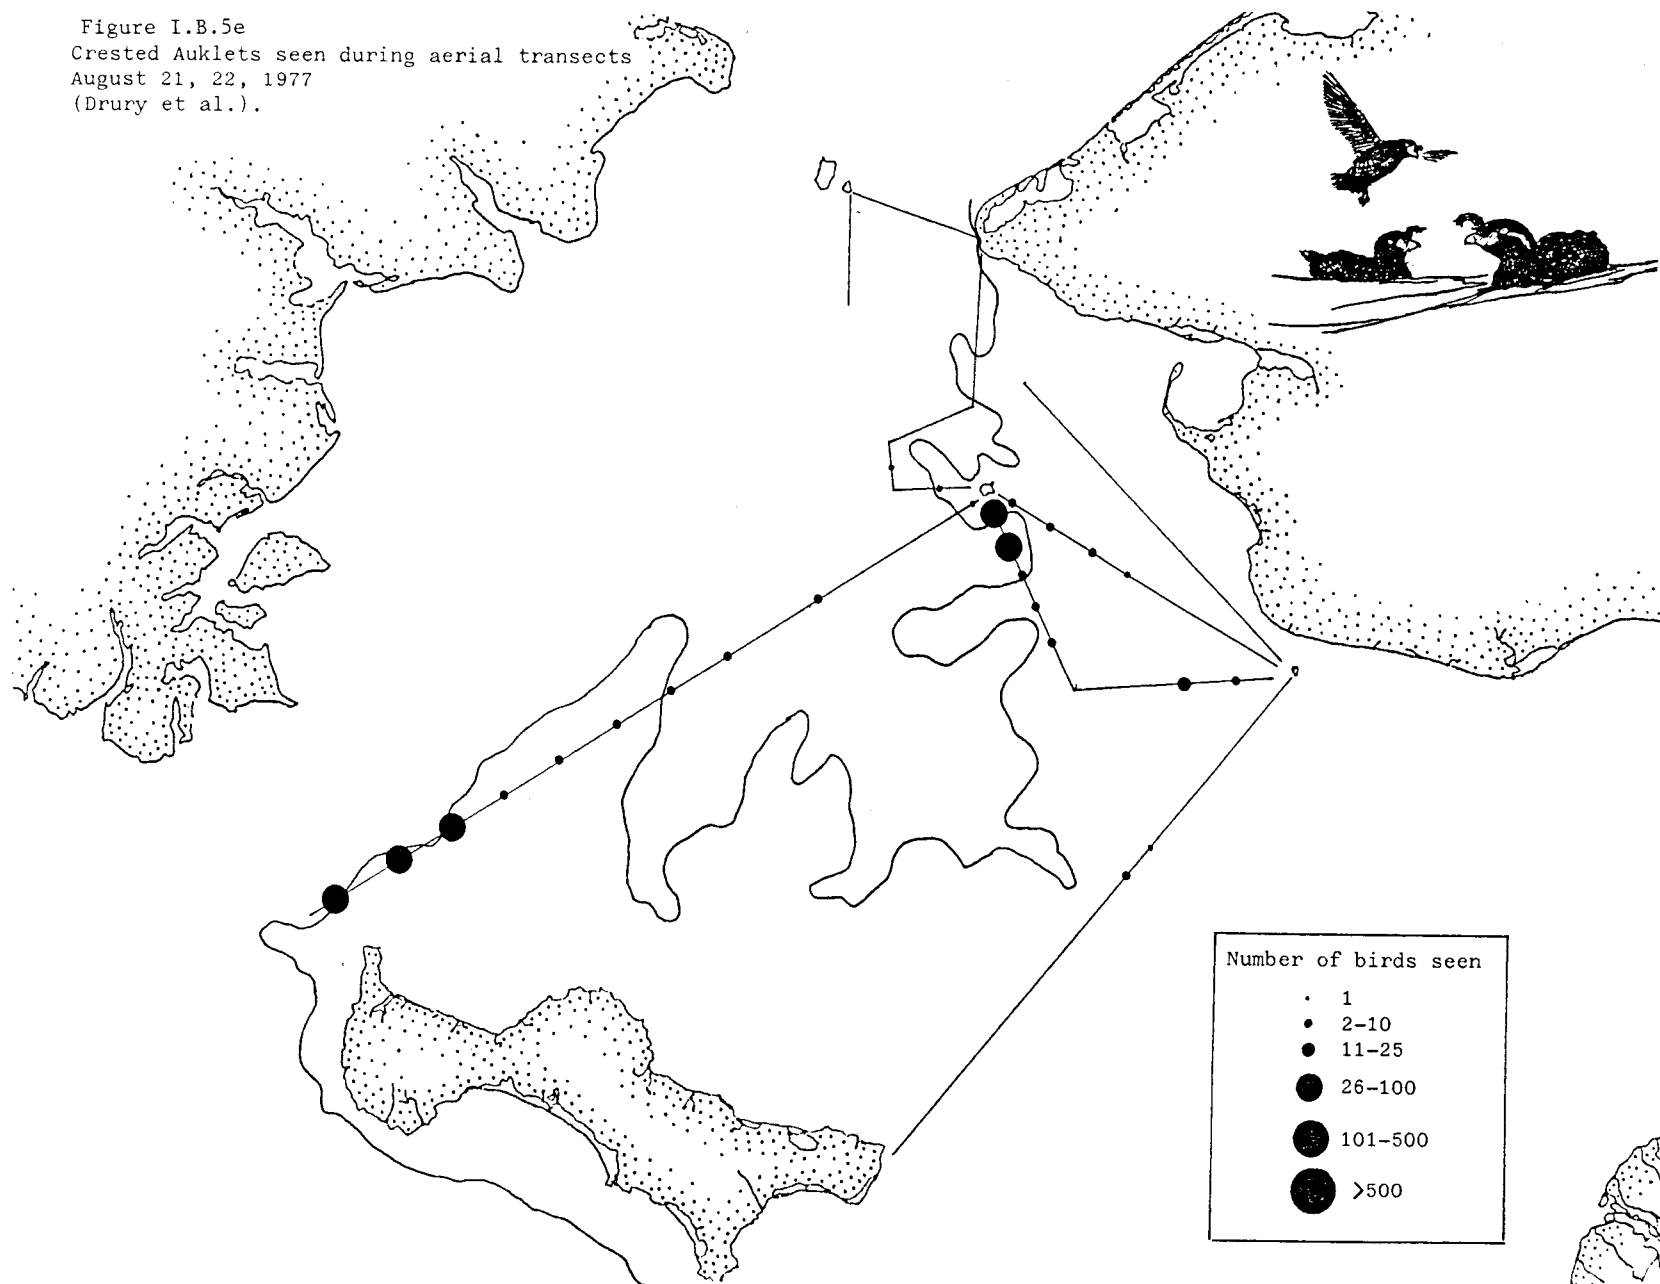 Figure I.B.5e
Crested Auklets seen during aerial transects
August 21, 22, 1977
(Drury et al.).
Number of birds seen
1
2-10
11-25
26-100
101-500
>500